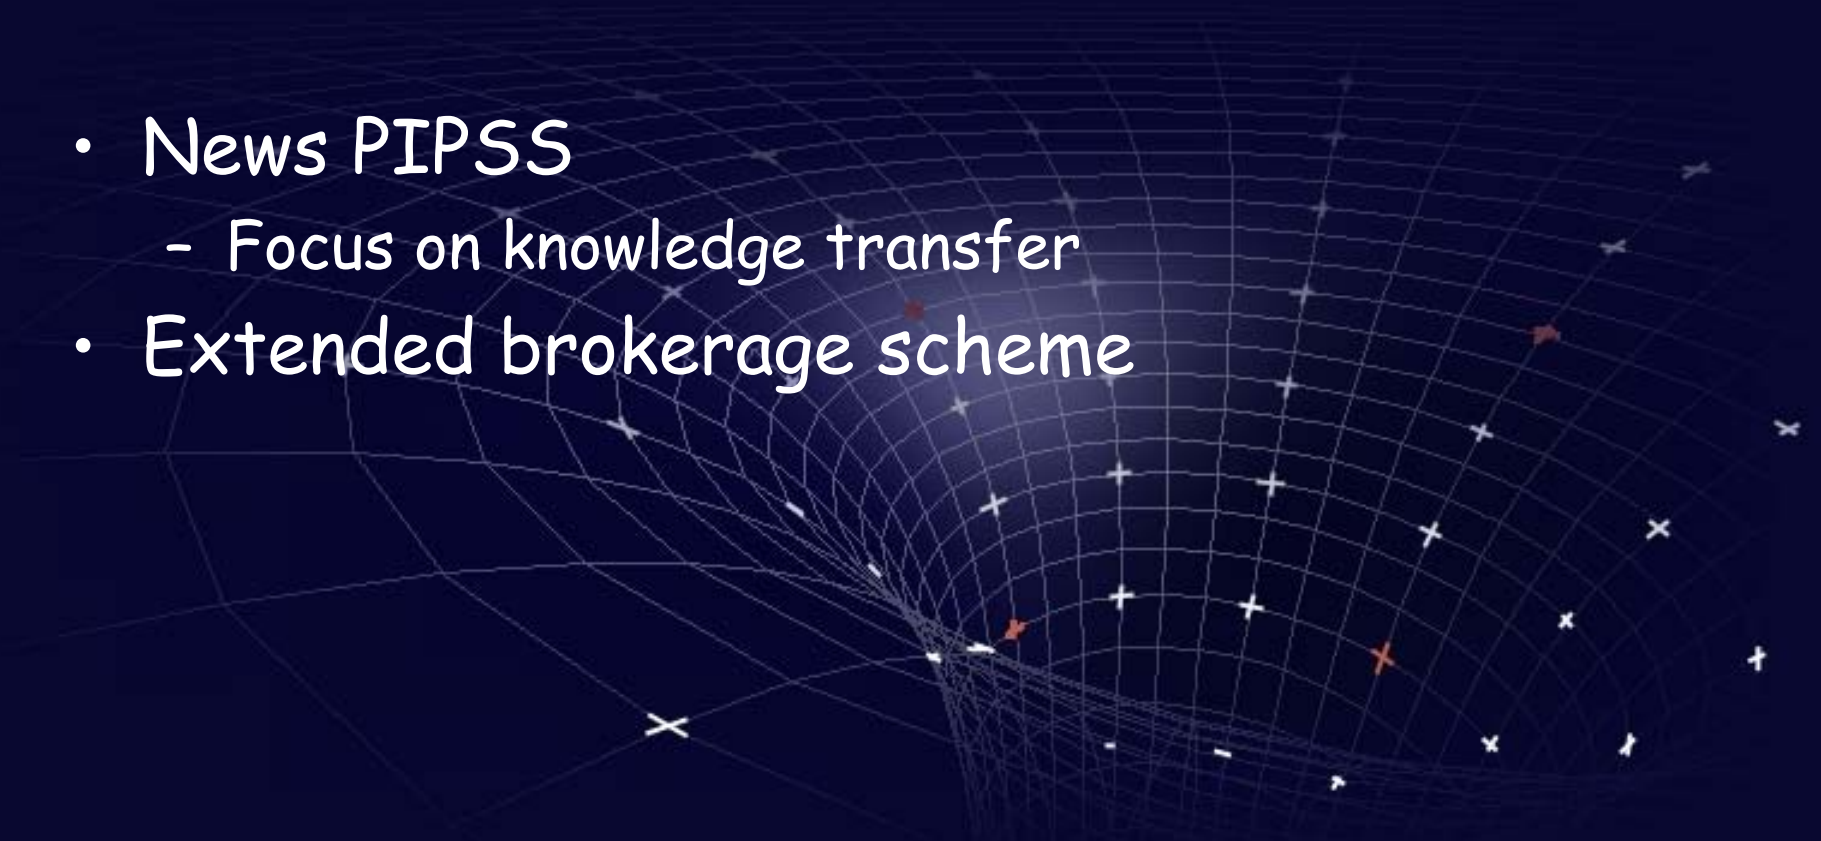 • News PIPSS
– Focus on knowledge transfer
• Extended brokerage scheme